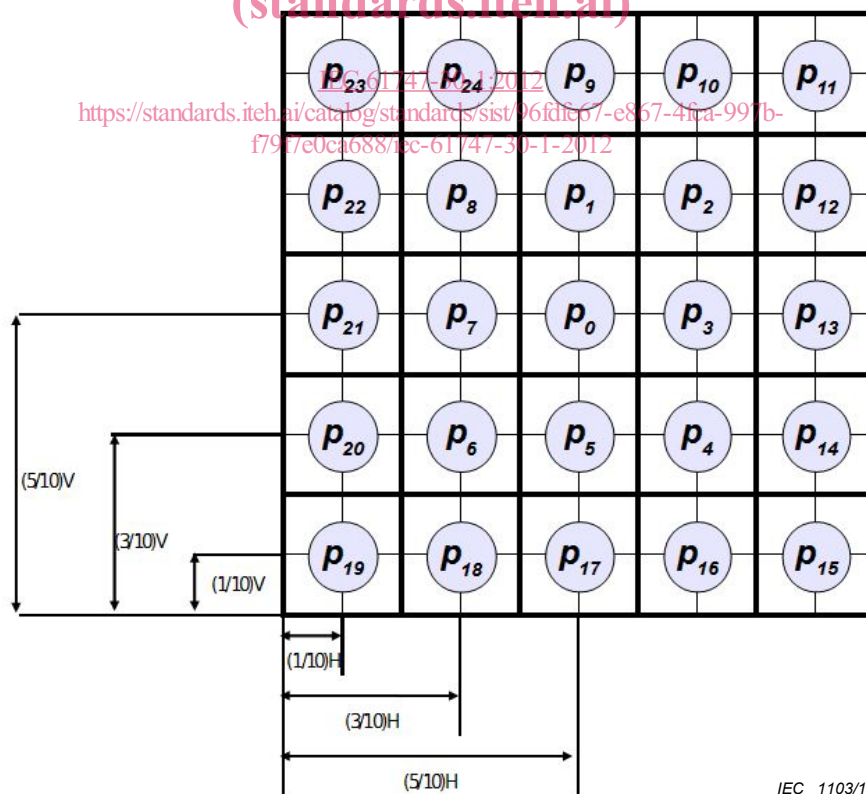 (standards.iteh.ai)
p23 p24 p9 p10 p11
IEC 61747-30-1:2012
https://standards.iteh.ai/catalog/standards/sist/96fdfe67-e867-4fca-997b-
f79f7e0ca688/iec-61747-30-1-2012
p22 p8 p1 p2 p12
p21 p7 p0 p3 p13
p20 p6 p5 p4 p14
(5/10)V
(3/10)V
p19 p18 p17 p16 p15
(1/10)V
(1/10)H
(3/10)H
(5/10)H
IEC 1103/1